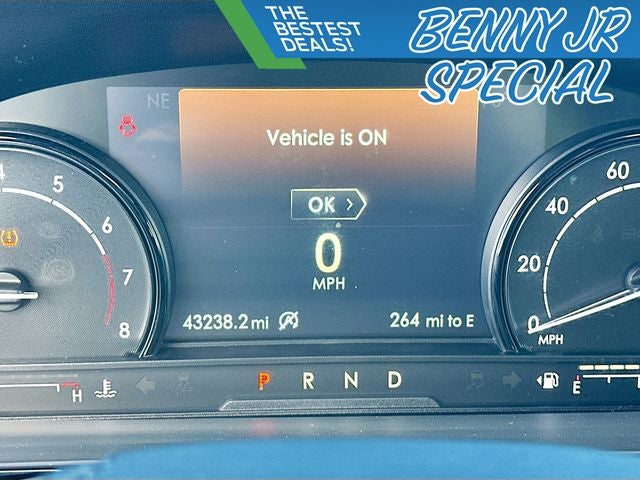 THE
BESTEST
DEALS!
BENNY JR
SPECIAL
NE
Vehicle is ON
OK
0
MPH
43238.2 mi
264 mi to E
4
5
6
7
8
60
40
20
0
MPH
H
P R N D
E